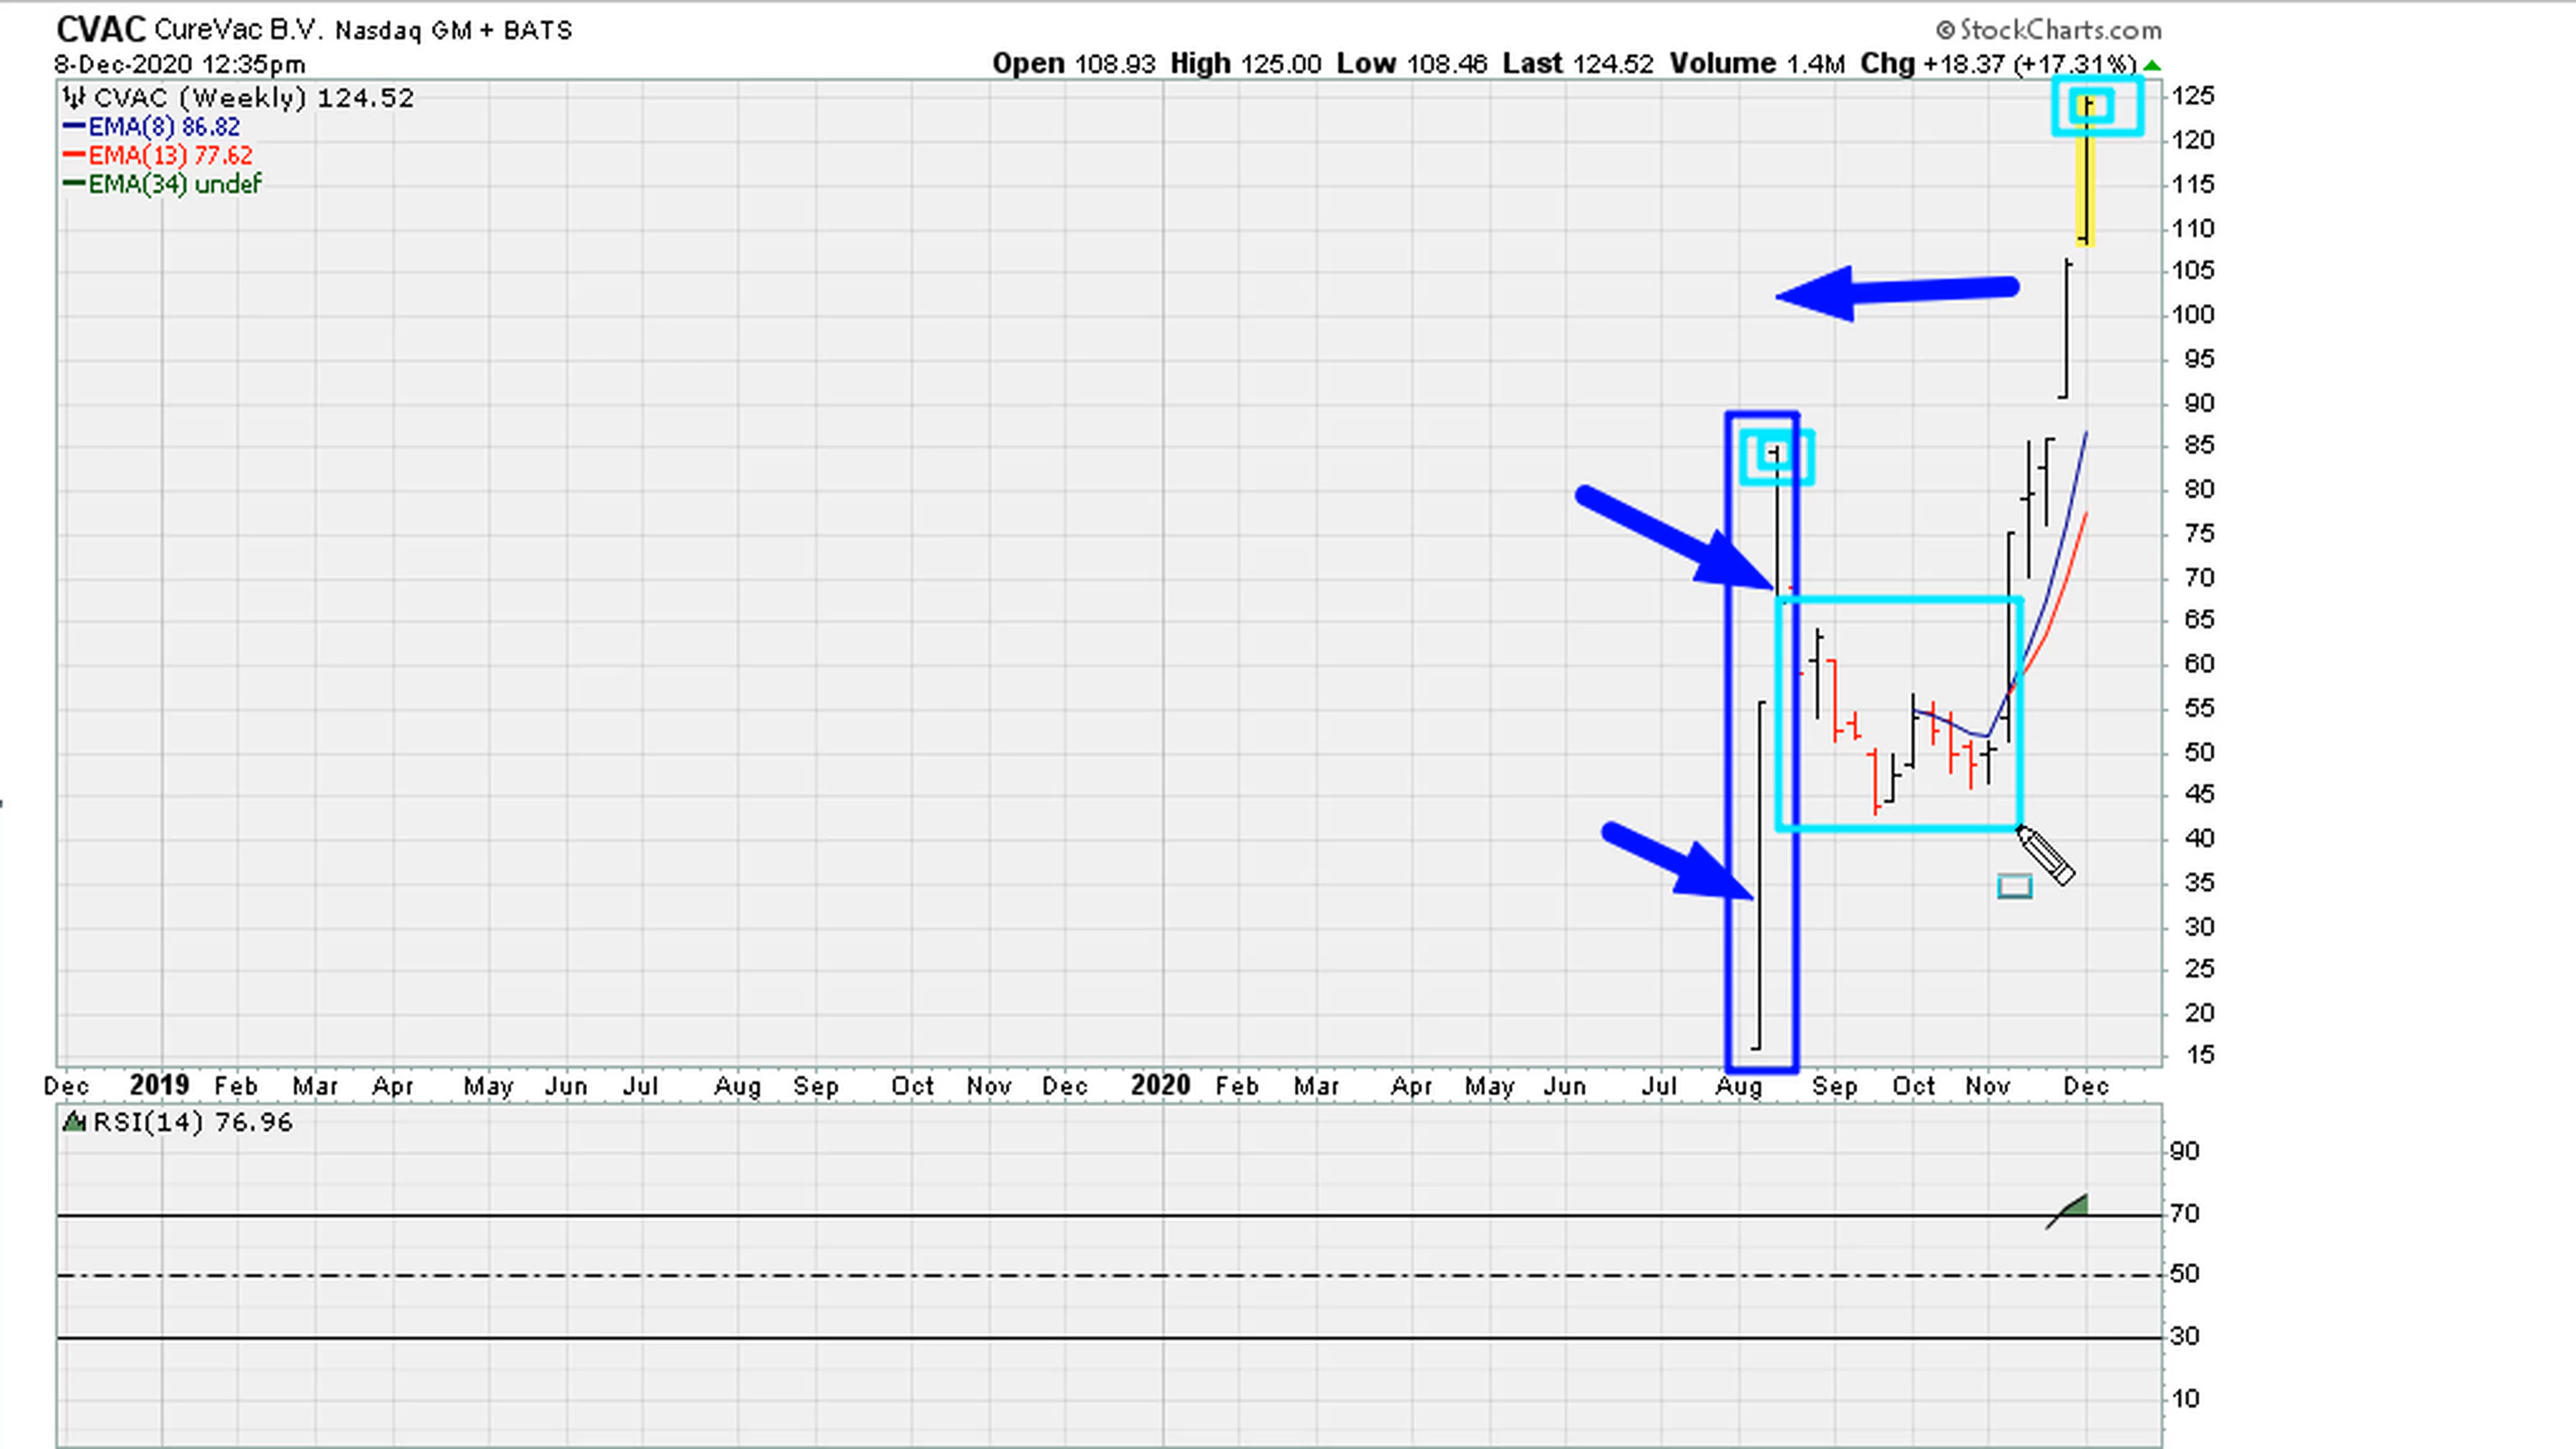 CVAC CureVac B.V. Nasdaq GM + BATS
© StockCharts.com
8-Dec-2020 12:35pm
Open 108.93 High 125.00 Low 108.46 Last 124.52 Volume 1.4M Chg +18.37 (+17.31%)
CVAC (Weekly) 124.52
EMA(8) 86.82
EMA(13) 77.62
EMA(34) undef
125
120
115
110
105
100
95
90
85
80
75
70
65
60
55
50
45
40
35
30
25
20
15
Dec 2019 Feb Mar Apr May Jun Jul Aug Sep Oct Nov Dec 2020 Feb Mar Apr May Jun Jul Aug Sep Oct Nov Dec
RSI(14) 76.96
90
70
50
30
10